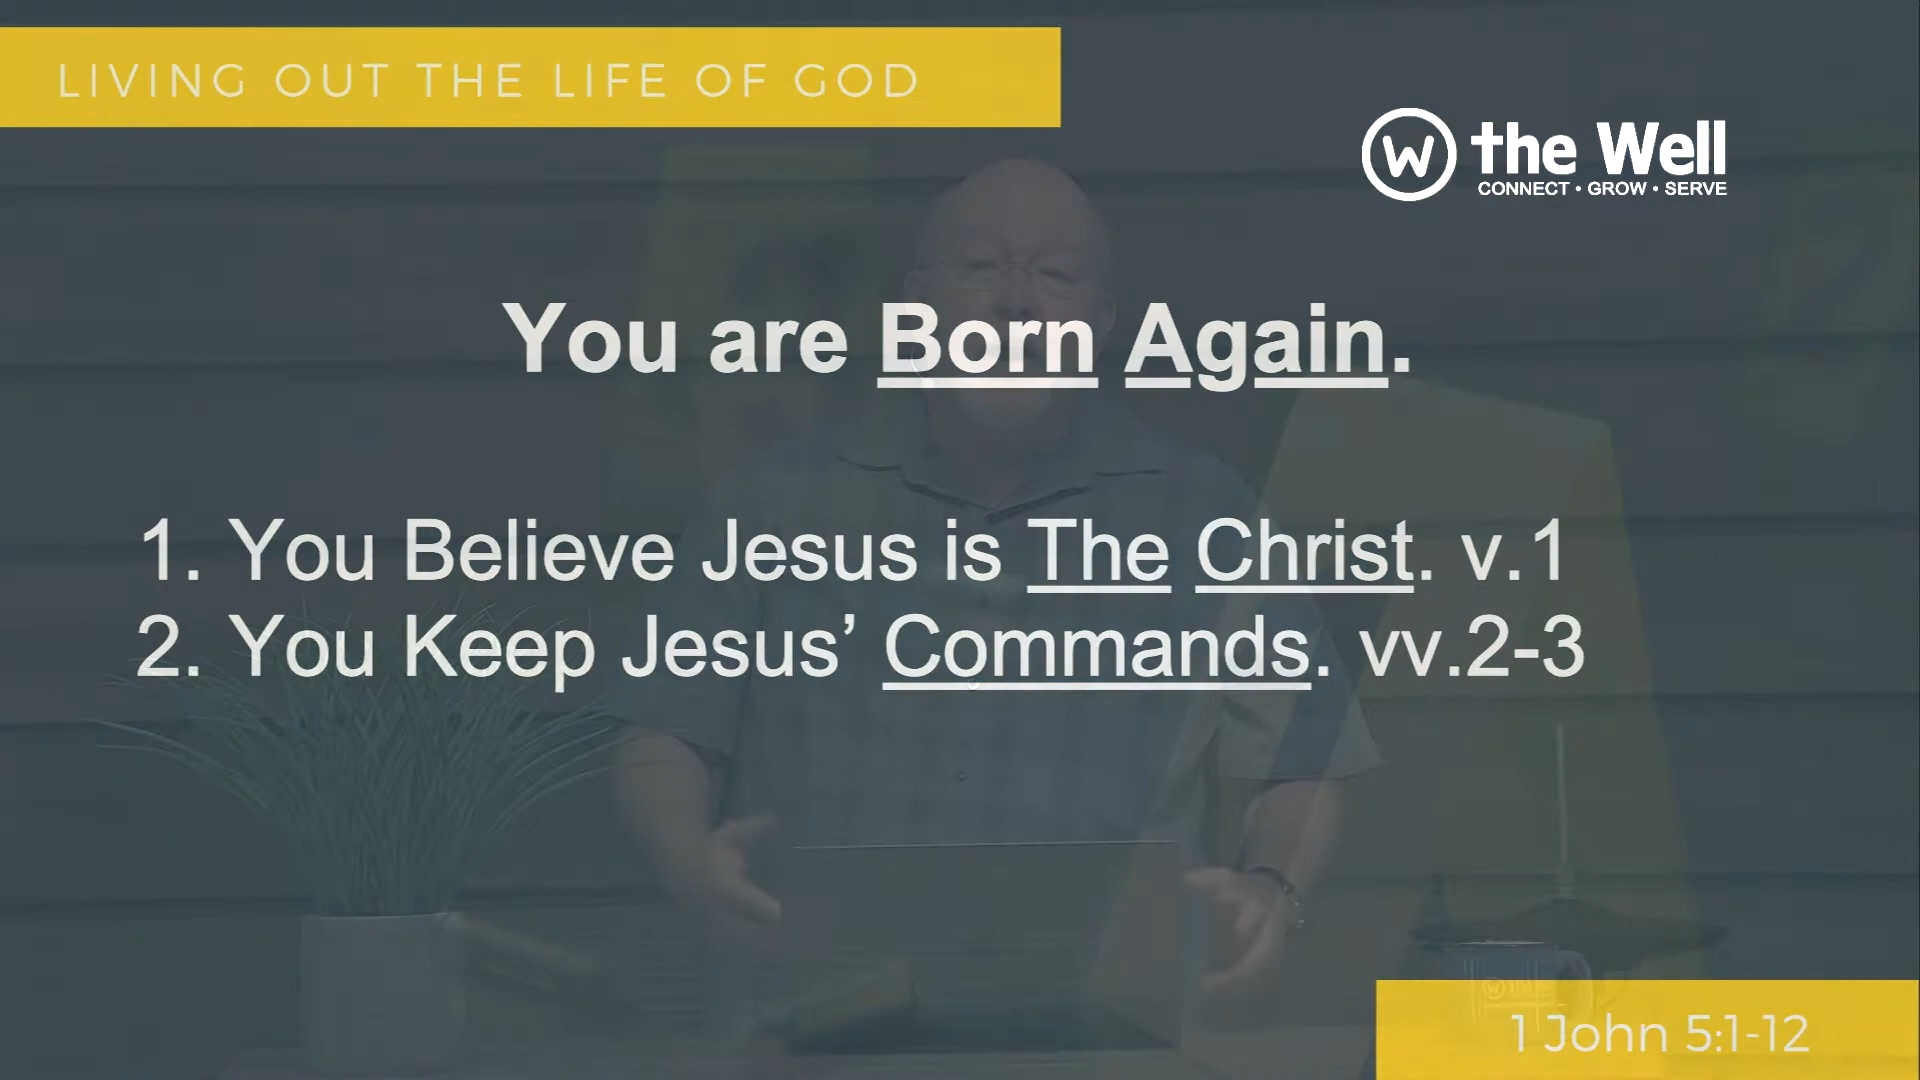 LIVING OUT THE LIFE OF GOD
W the Well
CONNECT • GROW • SERVE
You are Born Again.
1. You Believe Jesus is The Christ. v.1
2. You Keep Jesus’ Commands. vv.2-3
1 John 5:1-12